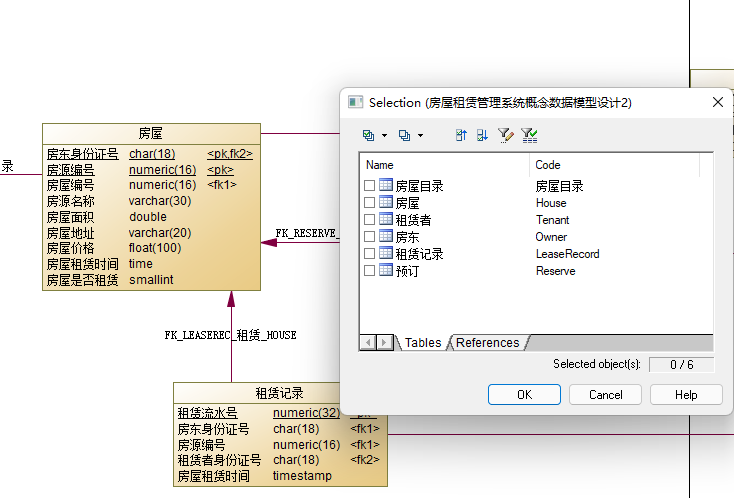 录
房屋
房东身份证号 char(18) <pk,fk2>
房源编号 numeric(16) <pk>
房屋编号 numeric(16) <fk1>
房源名称 varchar(30)
房屋面积 double
房屋地址 varchar(20)
房屋价格 float(100)
房屋租赁时间 time
房屋是否租赁 smallint
FK_RESERVE_
FK_LEASEREC_租赁_HOUSE
租赁记录
租赁流水号 numeric(32) <pk>
房东身份证号 char(18) <fk1>
房源编号 numeric(16) <fk1>
租赁者身份证号 char(18) <fk2>
房屋租赁时间 timestamp
Selection (房屋租赁管理系统概念数据模型设计2)
Name Code
房屋目录 房屋目录
房屋 House
租赁者 Tenant
房东 Owner
租赁记录 LeaseRecord
预订 Reserve
Tables References
Selected object(s): 0 / 6
OK Cancel Help